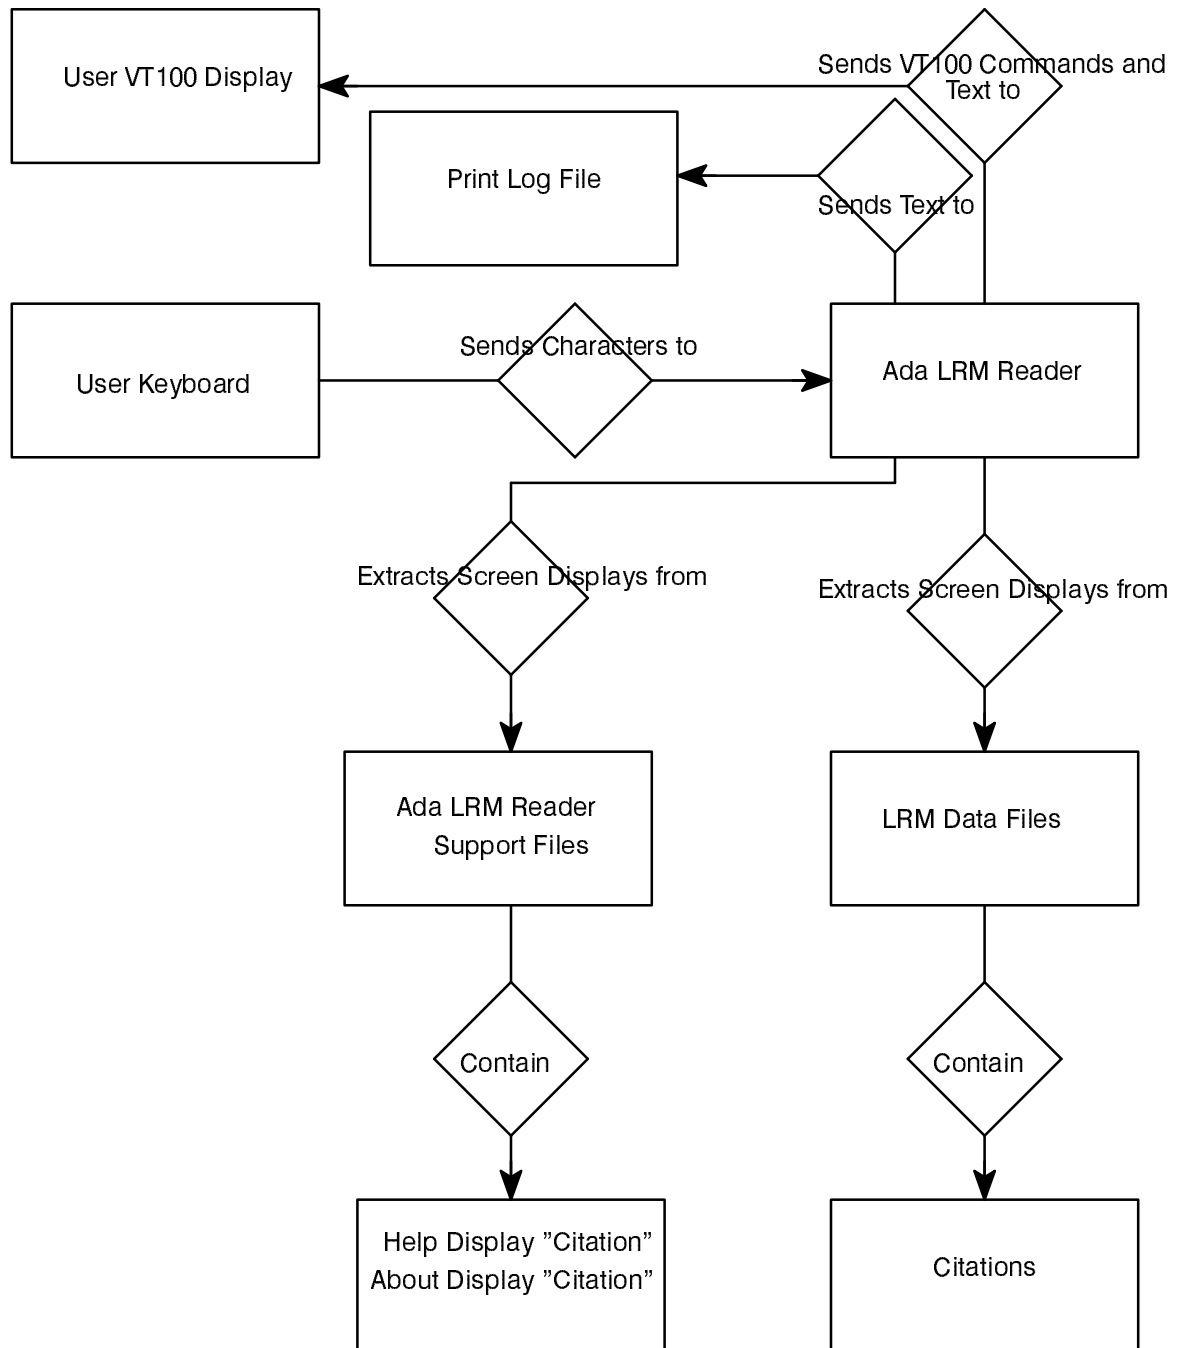 Sends VT100 Commands and
User VT100 Display
Text to
Print Log File
Sends Text to
Sends Characters to
User Keyboard
Ada LRM Reader
Extracts Screen Displays from
Extracts Screen Displays from
Ada LRM Reader
Support Files
LRM Data Files
Contain
Contain
Help Display ”Citation”
About Display ”Citation”
Citations